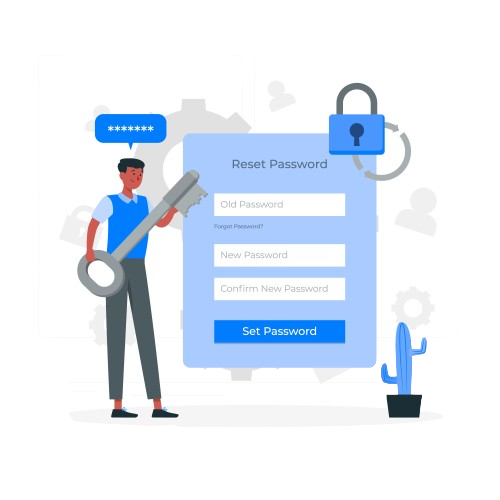 *******
Reset Password
Old Password
Forgot Password?
New Password
Confirm New Password
Set Password